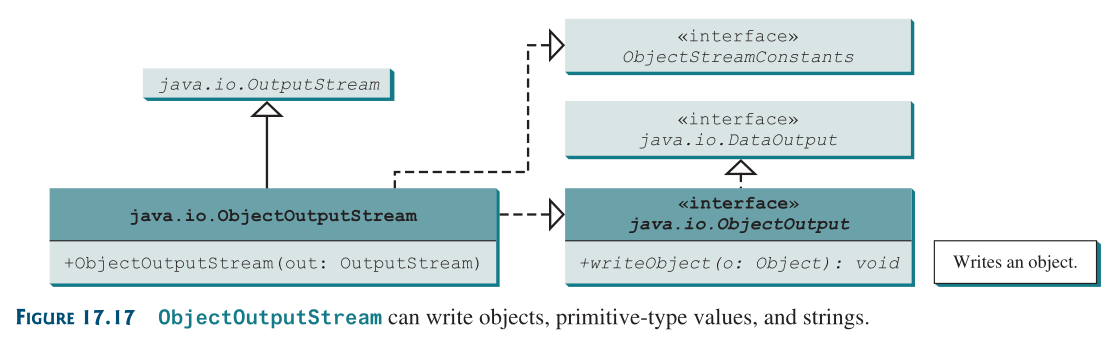 «interface»
ObjectStreamConstants
java.io.OutputStream
«interface»
java.io.DataOutput
java.io.ObjectOutputStream
+ObjectOutputStream(out: OutputStream)
«interface»
java.io.ObjectOutput
+writeObject(o: Object): void
Writes an object.
FIGURE 17.17 ObjectOutputStream can write objects, primitive-type values, and strings.